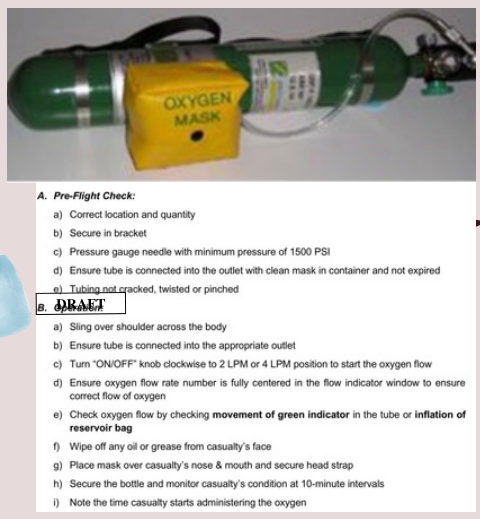 OXYGEN
MASK
A. Pre-Flight Check:
a) Correct location and quantity
b) Secure in bracket
c) Pressure gauge needle with minimum pressure of 1500 PSI
d) Ensure tube is connected into the outlet with clean mask in container and not expired
e) Tubing not cracked, twisted or pinched
DRAFT
B. Operation:
a) Sling over shoulder across the body
b) Ensure tube is connected into the appropriate outlet
c) Turn “ON/OFF” knob clockwise to 2 LPM or 4 LPM position to start the oxygen flow
d) Ensure oxygen flow rate number is fully centered in the flow indicator window to ensure
correct flow of oxygen
e) Check oxygen flow by checking movement of green indicator in the tube or inflation of
reservoir bag
f) Wipe off any oil or grease from casualty’s face
g) Place mask over casualty’s nose & mouth and secure head strap
h) Secure the bottle and monitor casualty’s condition at 10-minute intervals
i) Note the time casualty starts administering the oxygen